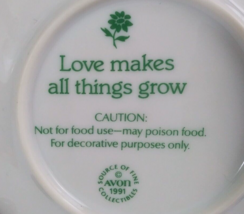 Love makes
all things grow
CAUTION:
Not for food use—may poison food.
For decorative purposes only.
SOURCE OF FINE
© AVON
1991
COLLECTIBLES